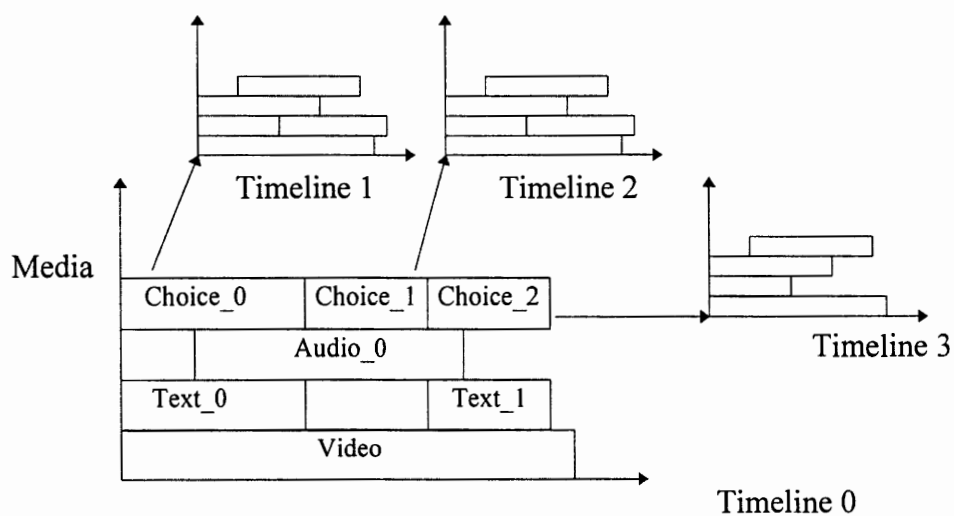 Timeline 1
Timeline 2
Media
Choice_0
Choice_1
Choice_2
Timeline 3
Audio_0
Text_0
Text_1
Video
Timeline 0